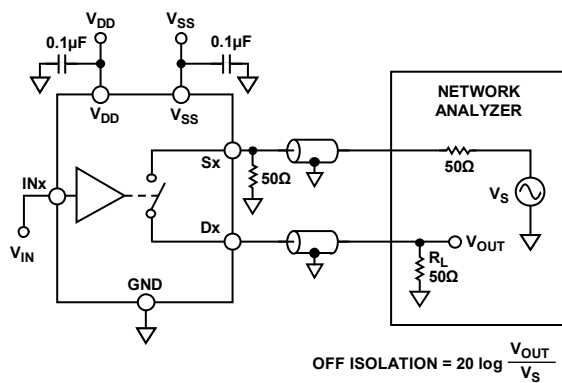 VDD
VSS
0.1µF
VDD
0.1µF
VSS
NETWORK
ANALYZER
Sx
50Ω
50Ω
VS
INx
VIN
Dx
VOUT
RL
50Ω
GND
OFF ISOLATION = 20 log VOUT
VS